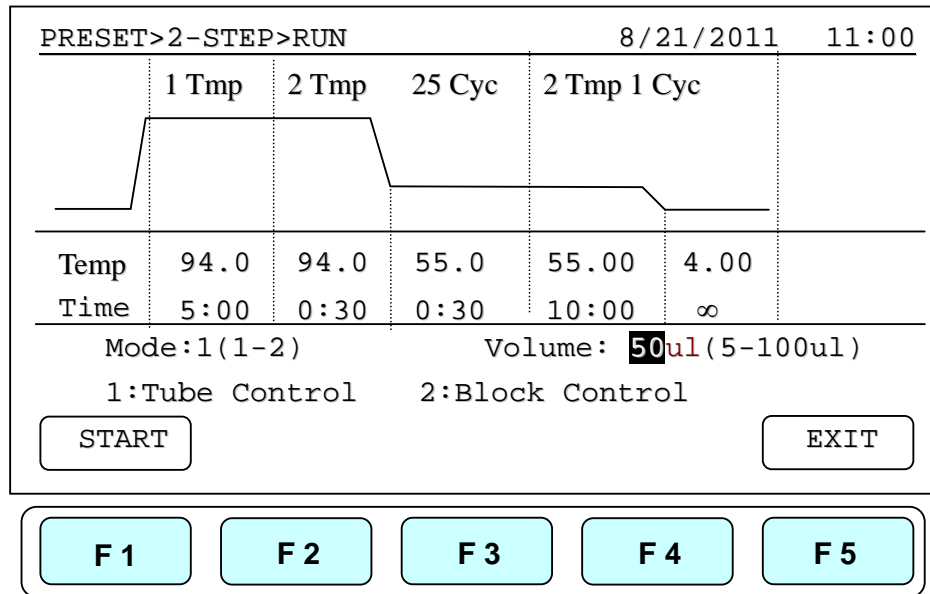 PRESET>2-STEP>RUN 8/21/2011 11:00
1 Tmp 2 Tmp 25 Cyc 2 Tmp 1 Cyc
Temp 94.0 94.0 55.0 55.00 4.00
Time 5:00 0:30 0:30 10:00 ∞
Mode:1(1-2) Volume: 50ul(5-100ul)
1:Tube Control 2:Block Control
START EXIT
F 1 F 2 F 3 F 4 F 5